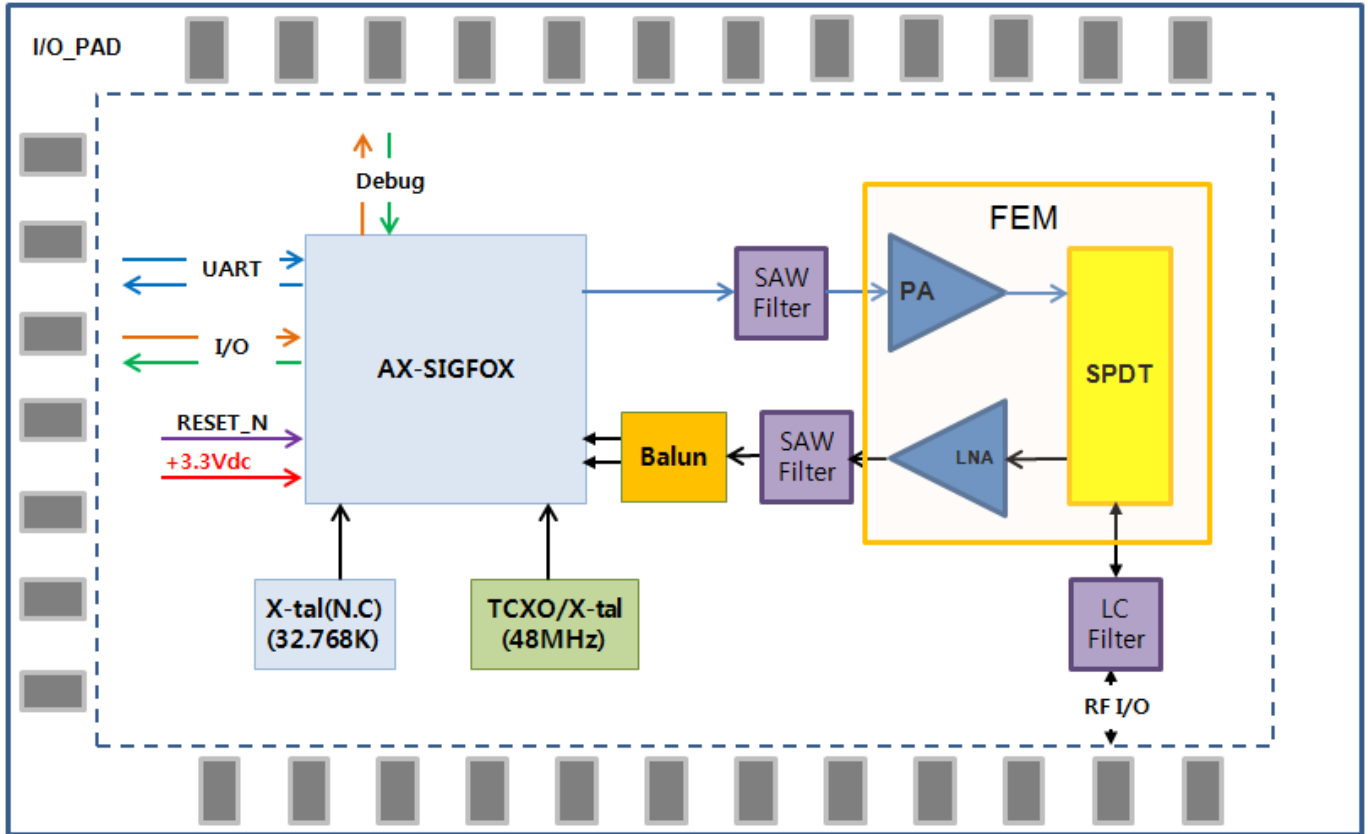 I/O_PAD
Debug
FEM
UART
SAW
Filter
PA
I/O
AX-SIGFOX
SPDT
RESET_N
+3.3Vdc
Balun
SAW
Filter
LNA
X-tal(N.C)
(32.768K)
TCXO/X-tal
(48MHz)
LC
Filter
RF I/O